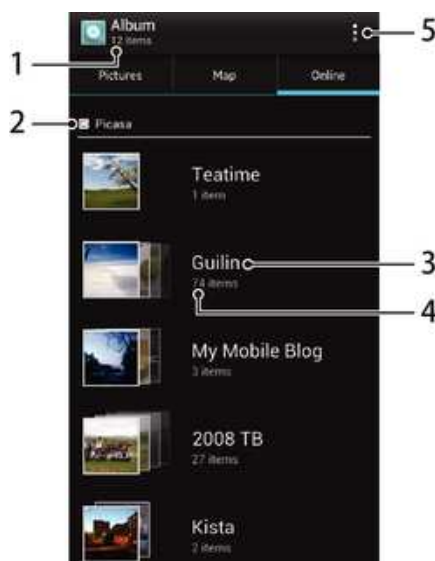 Album
5
12 items
1
Pictures Map Online
2
Picasa
Teatime
1 item
Guilin
3
74 items
4
My Mobile Blog
3 items
2008 TB
27 items
Kista
2 items